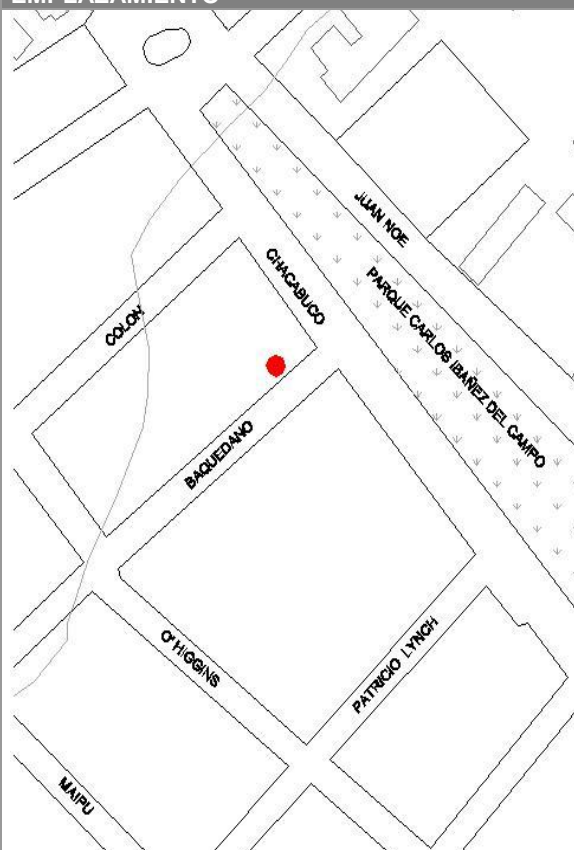 EMPLAZAMIENTO
JUAN NOE
CHACABUCO
PARQUE CARLOS IBAÑEZ DEL CAMPO
COLON
BAQUEDANO
O'HIGGINS
PATRICIO LYNCH
MAIPU